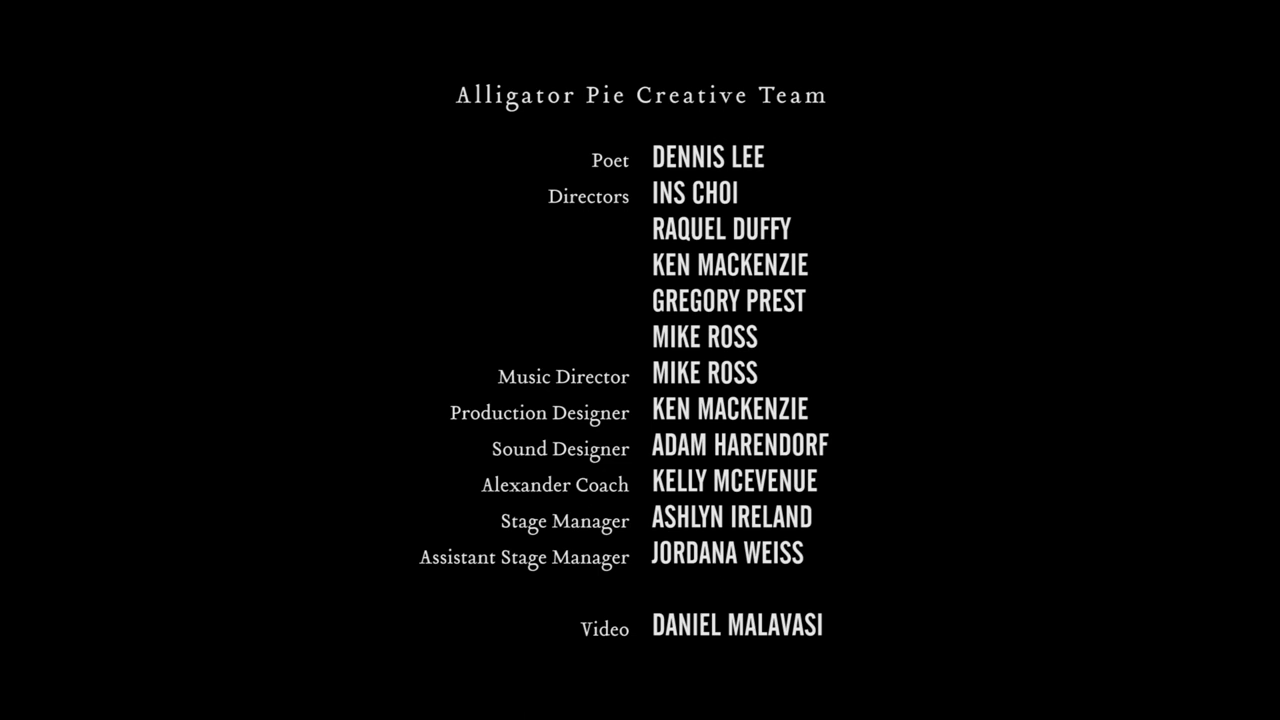 Alligator Pie Creative Team
Poet DENNIS LEE
Directors INS CHOI
RAQUEL DUFFY
KEN MACKENZIE
GREGORY PREST
MIKE ROSS
Music Director MIKE ROSS
Production Designer KEN MACKENZIE
Sound Designer ADAM HARENDORF
Alexander Coach KELLY MCEVENUE
Stage Manager ASHLYN IRELAND
Assistant Stage Manager JORDANA WEISS
Video DANIEL MALAVASI